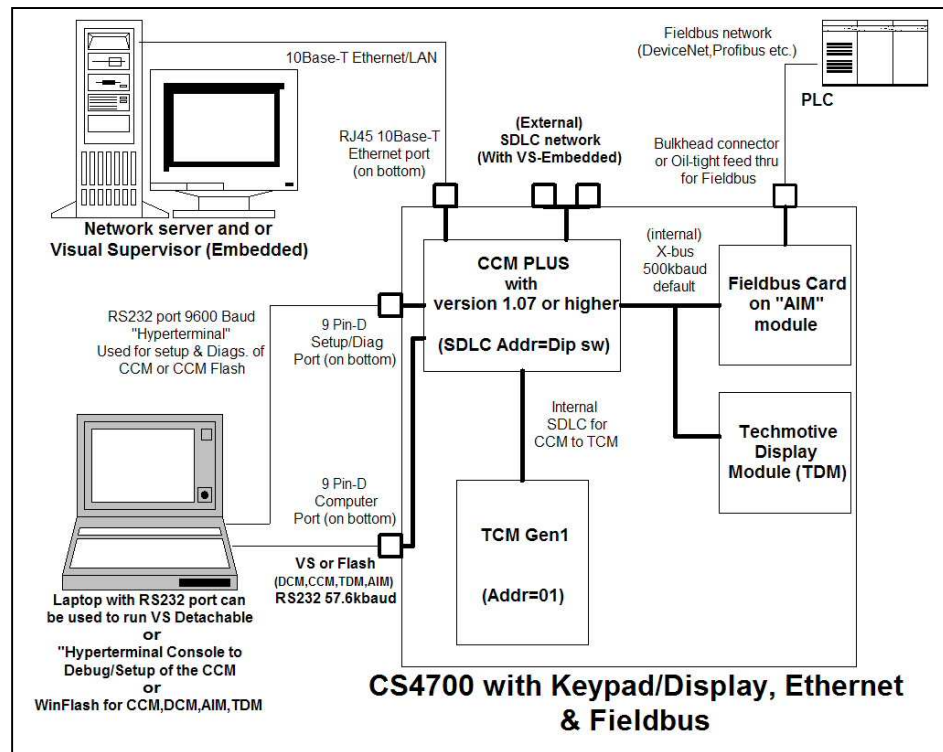 10Base-T Ethernet/LAN
Fieldbus network
(DeviceNet,Profibus etc.)
PLC
RJ45 10Base-T
Ethernet port
(on bottom)
(External)
SDLC network
(With VS-Embedded)
Bulkhead connector
or Oil-tight feed thru
for Fieldbus
Network server and or
Visual Supervisor (Embedded)
CCM PLUS
with
version 1.07 or higher
(SDLC Addr=Dip sw)
(internal)
X-bus
500kbaud
default
Fieldbus Card
on "AIM"
module
RS232 port 9600 Baud
"Hyperterminal"
Used for setup & Diags. of
CCM or CCM Flash
9 Pin-D
Setup/Diag
Port (on bottom)
Internal
SDLC for
CCM to TCM
Techmotive
Display
Module (TDM)
9 Pin-D
Computer
Port (on bottom)
TCM Gen1
(Addr=01)
VS or Flash
(DCM,CCM,TDM,AIM)
RS232 57.6kbaud
Laptop with RS232 port can
be used to run VS Detachable
or
"Hyperterminal Console to
Debug/Setup of the CCM
or
WinFlash for CCM,DCM,AIM,TDM
CS4700 with Keypad/Display, Ethernet
& Fieldbus